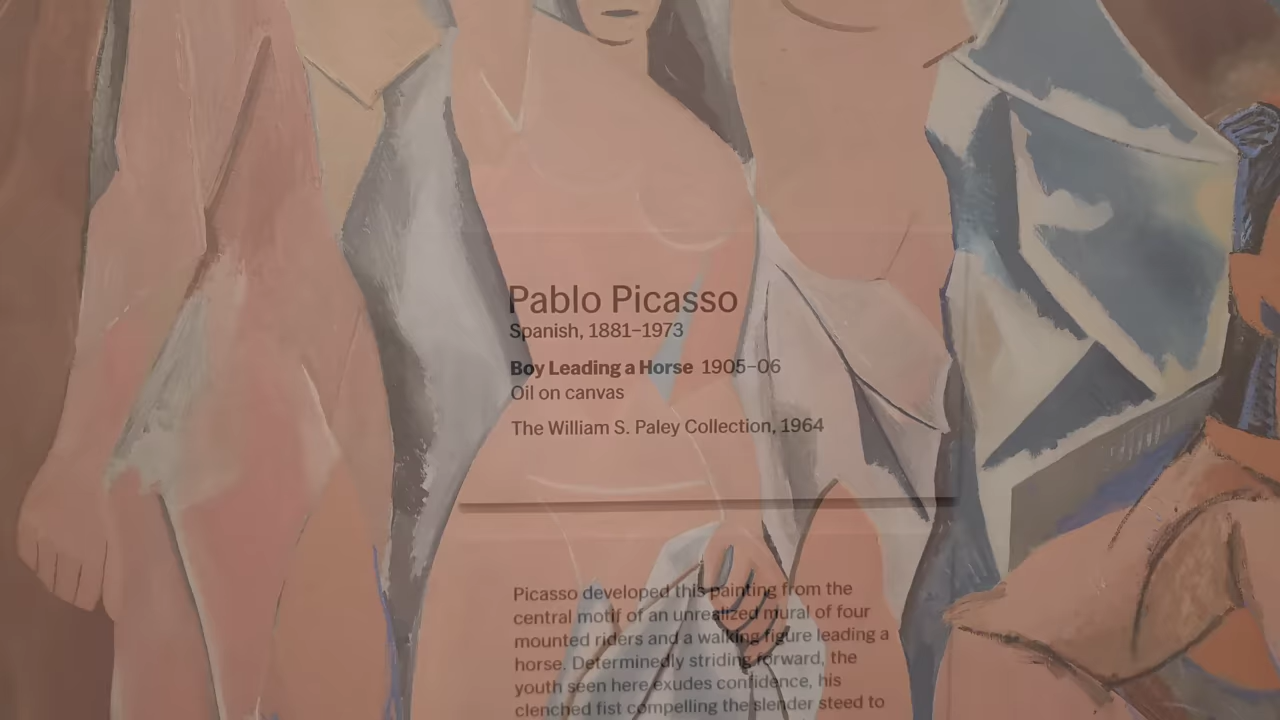 Pablo Picasso
Spanish, 1881–1973
Boy Leading a Horse 1905–06
Oil on canvas
The William S. Paley Collection, 1964
Picasso developed this painting from the
central motif of an unrealized mural of four
mounted riders and a walking figure leading a
horse. Determinedly striding forward, the
youth seen here exudes confidence, his
clenched fist compelling the slender steed to